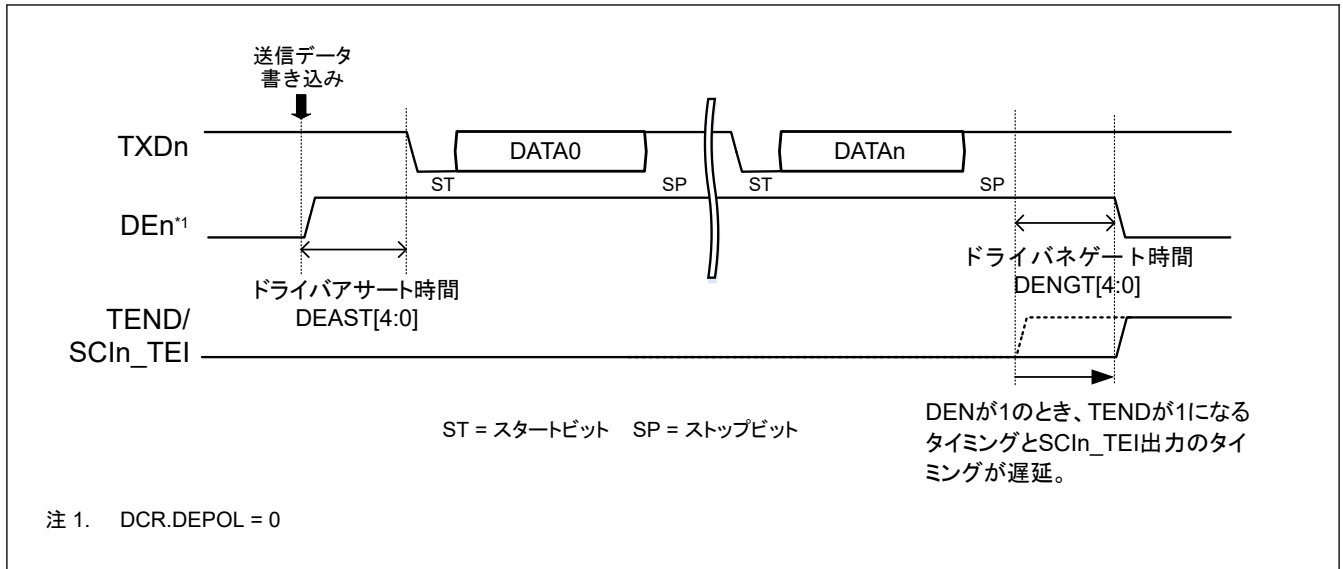 送信データ
書き込み
TXDn
DATA0
DATAn
ST
SP
ST
SP
DEn*1
ドライバアサート時間
DEAST[4:0]
ドライバネゲート時間
DENGT[4:0]
TEND/
SCIn_TEI
DENが1のとき、TENDが1になる
タイミングとSCIn_TEI出力のタイ
ミングが遅延。
ST = スタートビット SP = ストップビット
注 1. DCR.DEPOL = 0